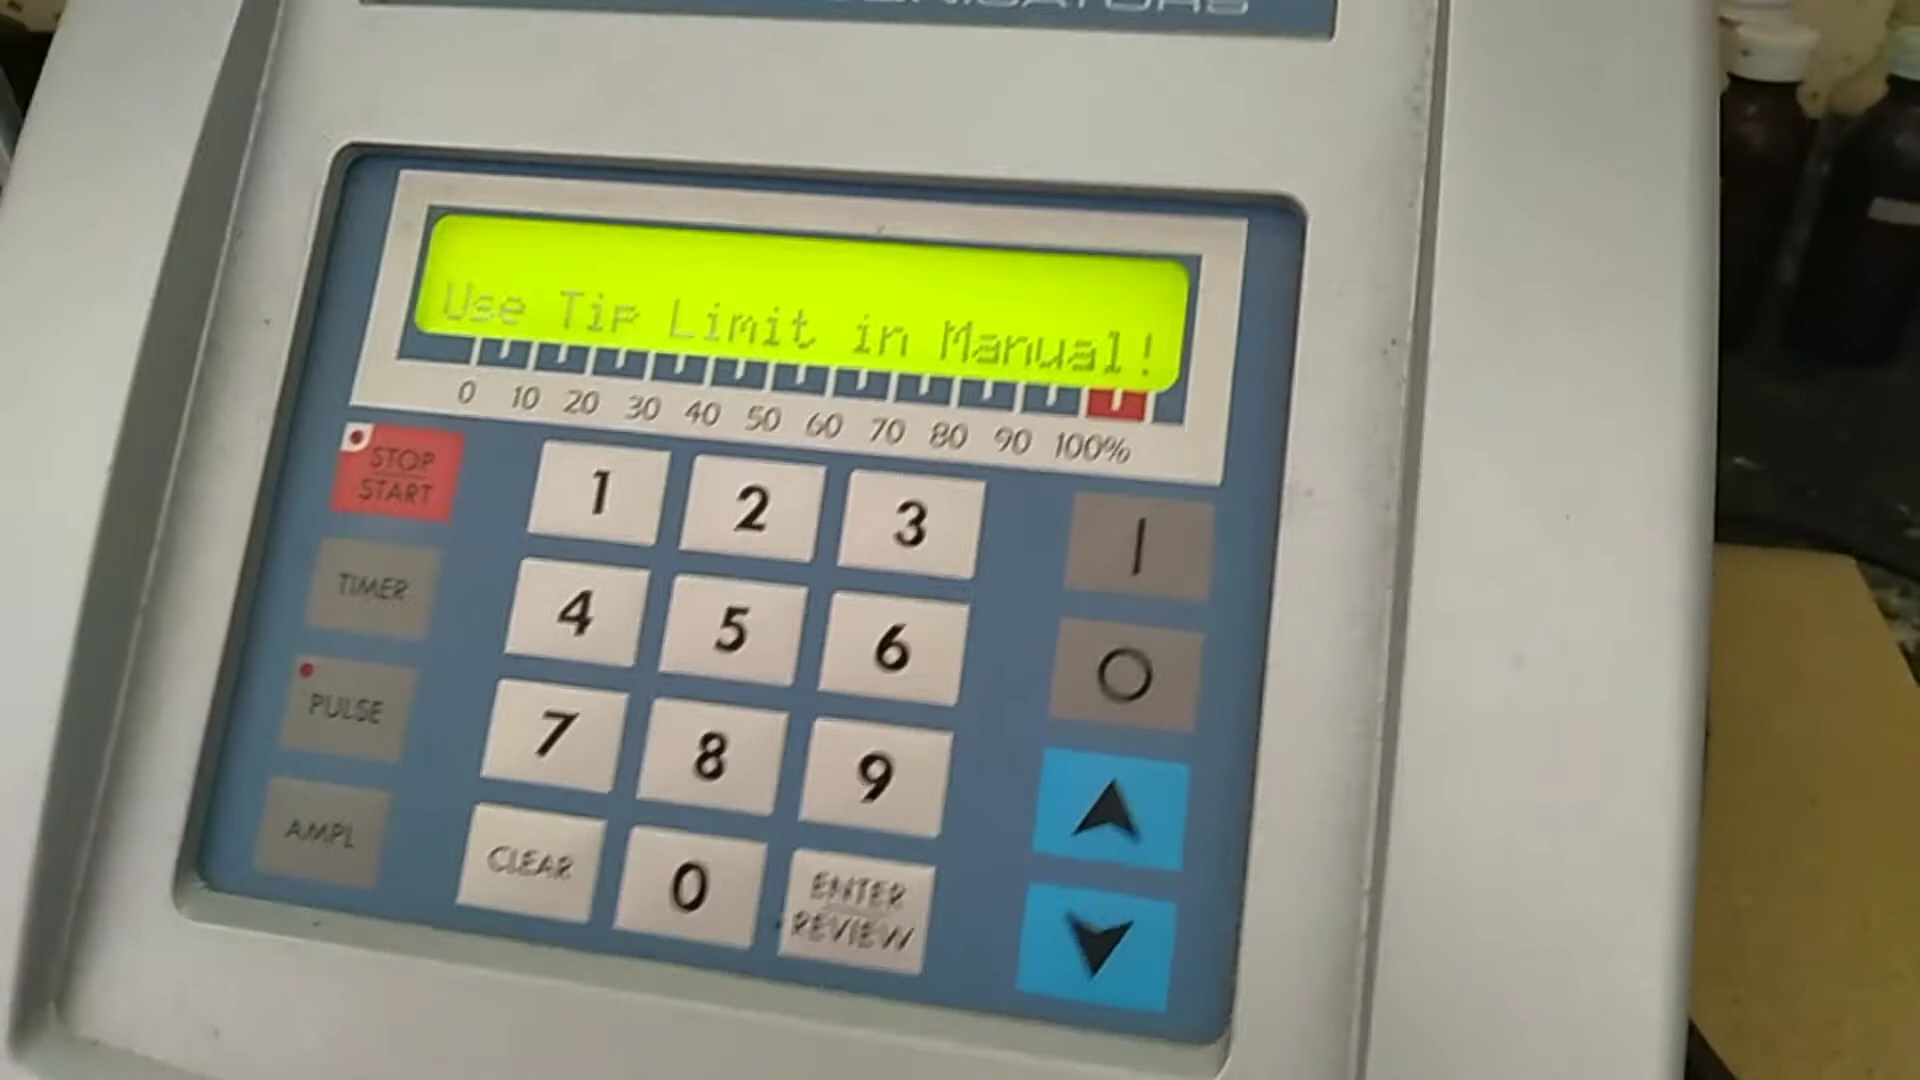 Use Tip Limit in Manual!
0 10 20 30 40 50 60 70 80 90 100%
STOP
START
1 2 3
TIMER
4 5 6
PULSE
7 8 9
AMPL
CLEAR 0 ENTER
REVIEW